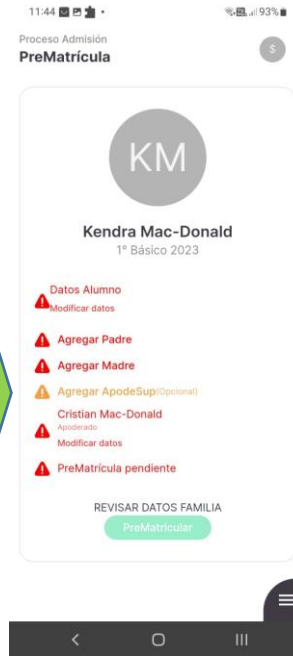 11:44
93%
Proceso Admisión
PreMatrícula
$
KM
Kendra Mac-Donald
1° Básico 2023
Datos Alumno
Modificar datos
Agregar Padre
Agregar Madre
Agregar ApodeSup(Opcional)
Cristian Mac-Donald
Apoderado
Modificar datos
PreMatrícula pendiente
REVISAR DATOS FAMILIA
PreMatricular